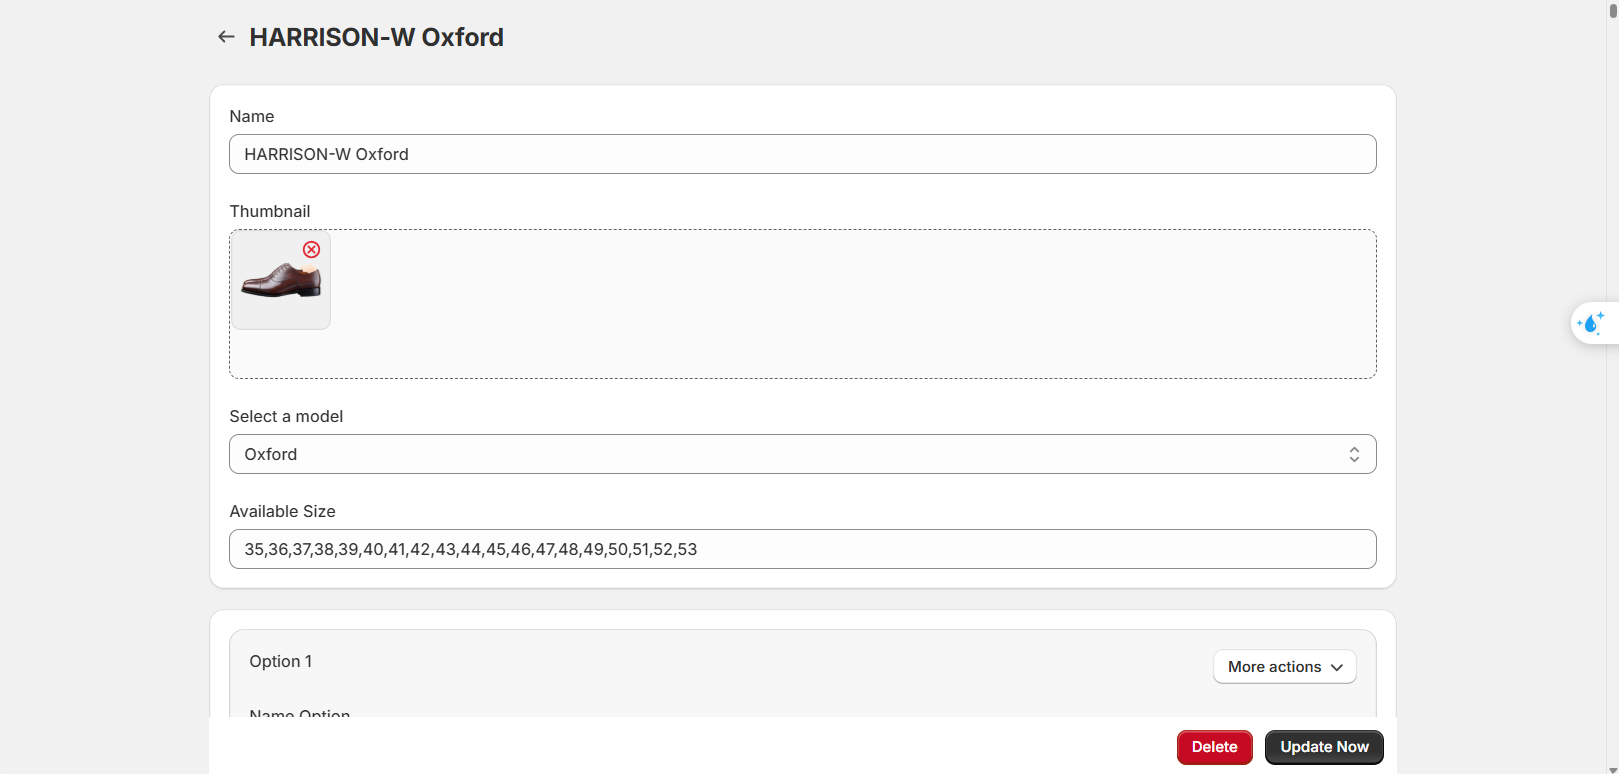 HARRISON-W Oxford
Name
HARRISON-W Oxford
Thumbnail
Select a model
Oxford
Available Size
35,36,37,38,39,40,41,42,43,44,45,46,47,48,49,50,51,52,53
Option 1
More actions
Name Option
Delete
Update Now